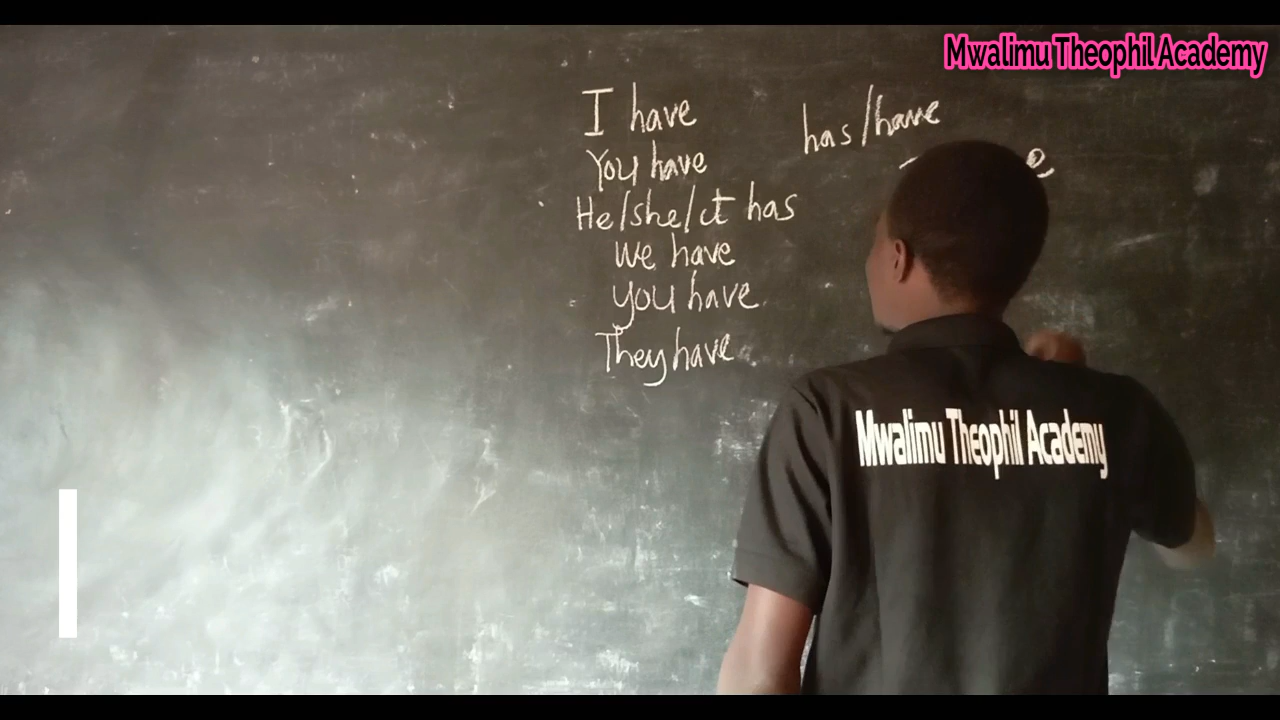 Mwalimu Theophil Academy
I have
You have
He/she/it has
we have
you have
They have
has/have
Mwalimu Theophil Academy